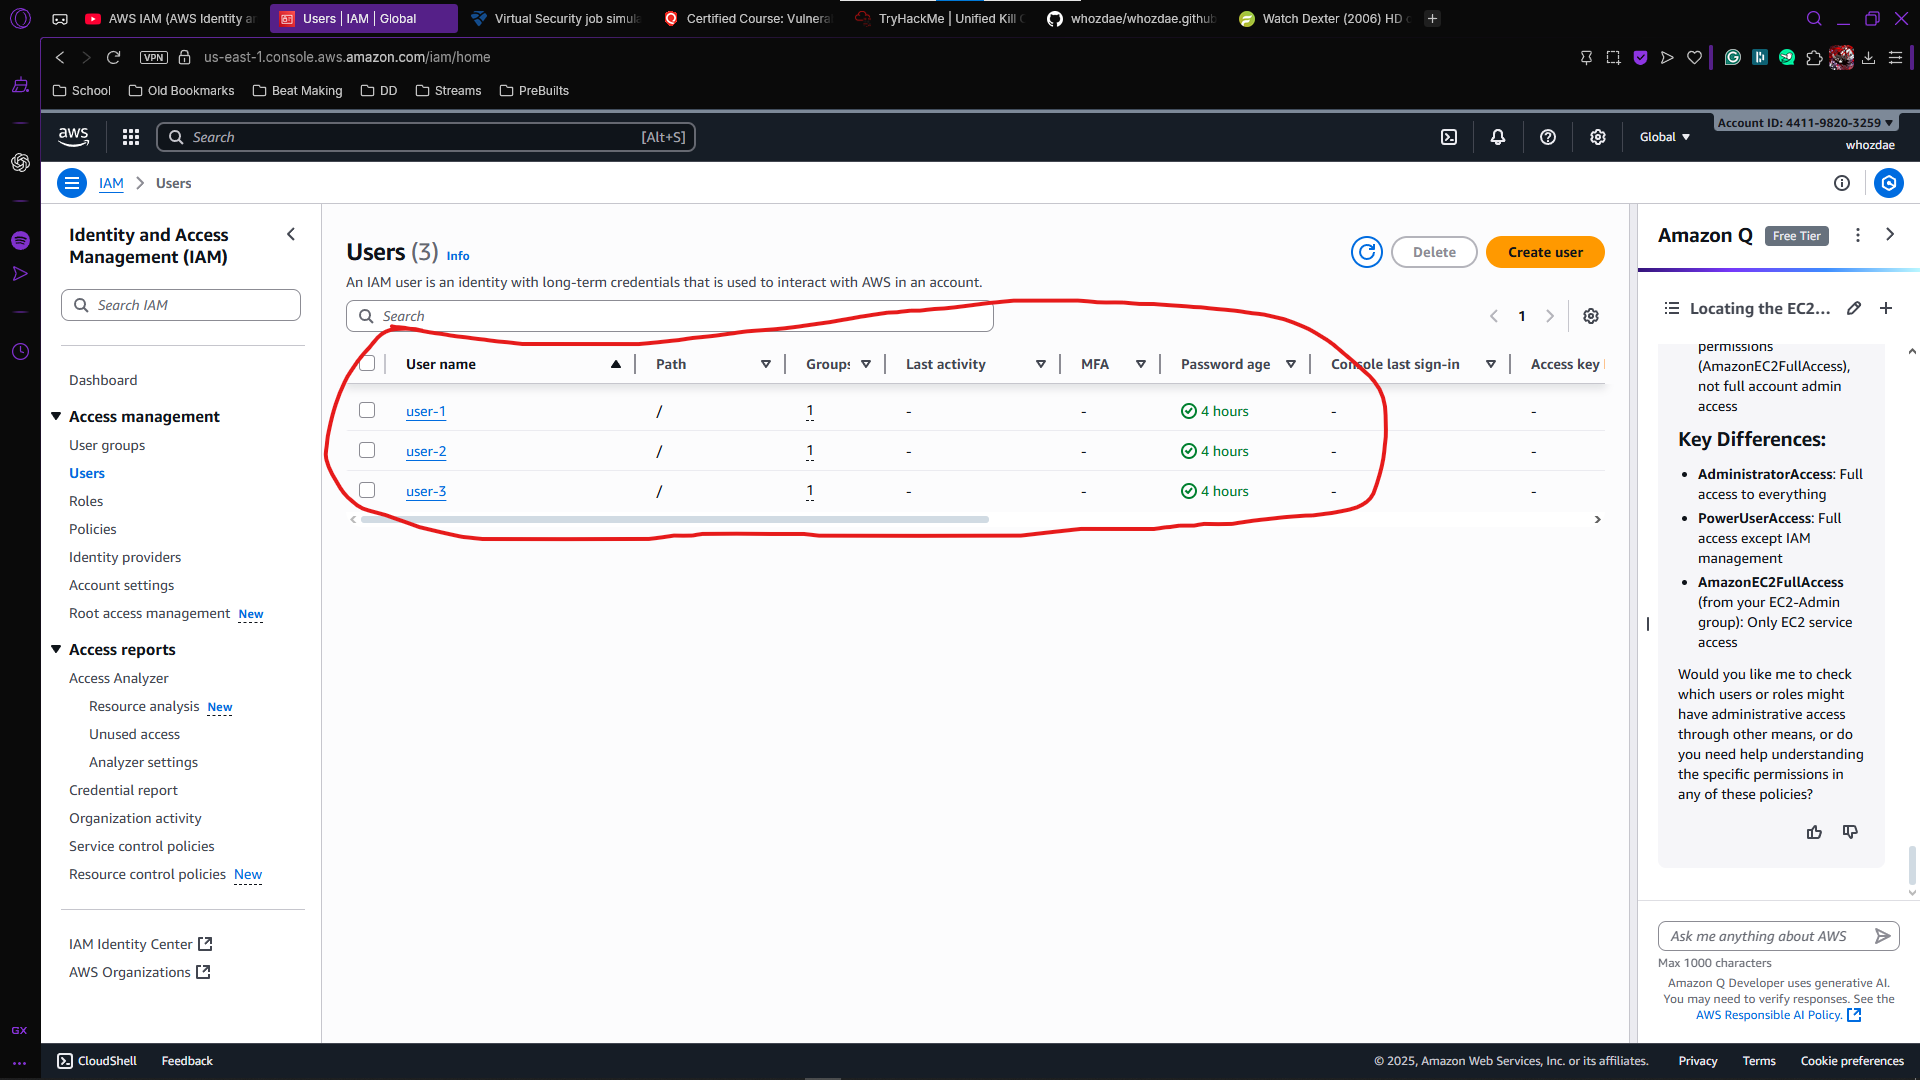 AWS IAM (AWS Identity an
Users | IAM | Global
Virtual Security job simula
Certified Course: Vulnera
TryHackMe | Unified Kill C
whozdae/whozdae.github
Watch Dexter (2006) HD
VPN
us-east-1.console.aws.amazon.com/iam/home
School
Old Bookmarks
Beat Making
DD
Streams
PreBuilts
aws
Search
[Alt+S]
Global
Account ID: 4411-9820-3259
whozdae
IAM
Users
Identity and Access
Management (IAM)
Search IAM
Dashboard
Access management
User groups
Users
Roles
Policies
Identity providers
Account settings
Root access management New
Access reports
Access Analyzer
Resource analysis New
Unused access
Analyzer settings
Credential report
Organization activity
Service control policies
Resource control policies New
IAM Identity Center
AWS Organizations
Users (3) Info
Delete
Create user
An IAM user is an identity with long-term credentials that is used to interact with AWS in an account.
Search
1
User name Path Groups Last activity MFA Password age Console last sign-in Access key
user-1 / 1 - - 4 hours - -
user-2 / 1 - - 4 hours - -
user-3 / 1 - - 4 hours - -
Amazon Q Free Tier
Locating the EC2...
permissions
(AmazonEC2FullAccess),
not full account admin
access
Key Differences:
• AdministratorAccess: Full
access to everything
• PowerUserAccess: Full
access except IAM
management
• AmazonEC2FullAccess
(from your EC2-Admin
group): Only EC2 service
access
Would you like me to check
which users or roles might
have administrative access
through other means, or do
you need help understanding
the specific permissions in
any of these policies?
Ask me anything about AWS
Max 1000 characters
Amazon Q Developer uses generative AI.
You may need to verify responses. See the
AWS Responsible AI Policy.
GX
CloudShell
Feedback
© 2025, Amazon Web Services, Inc. or its affiliates.
Privacy
Terms
Cookie preferences